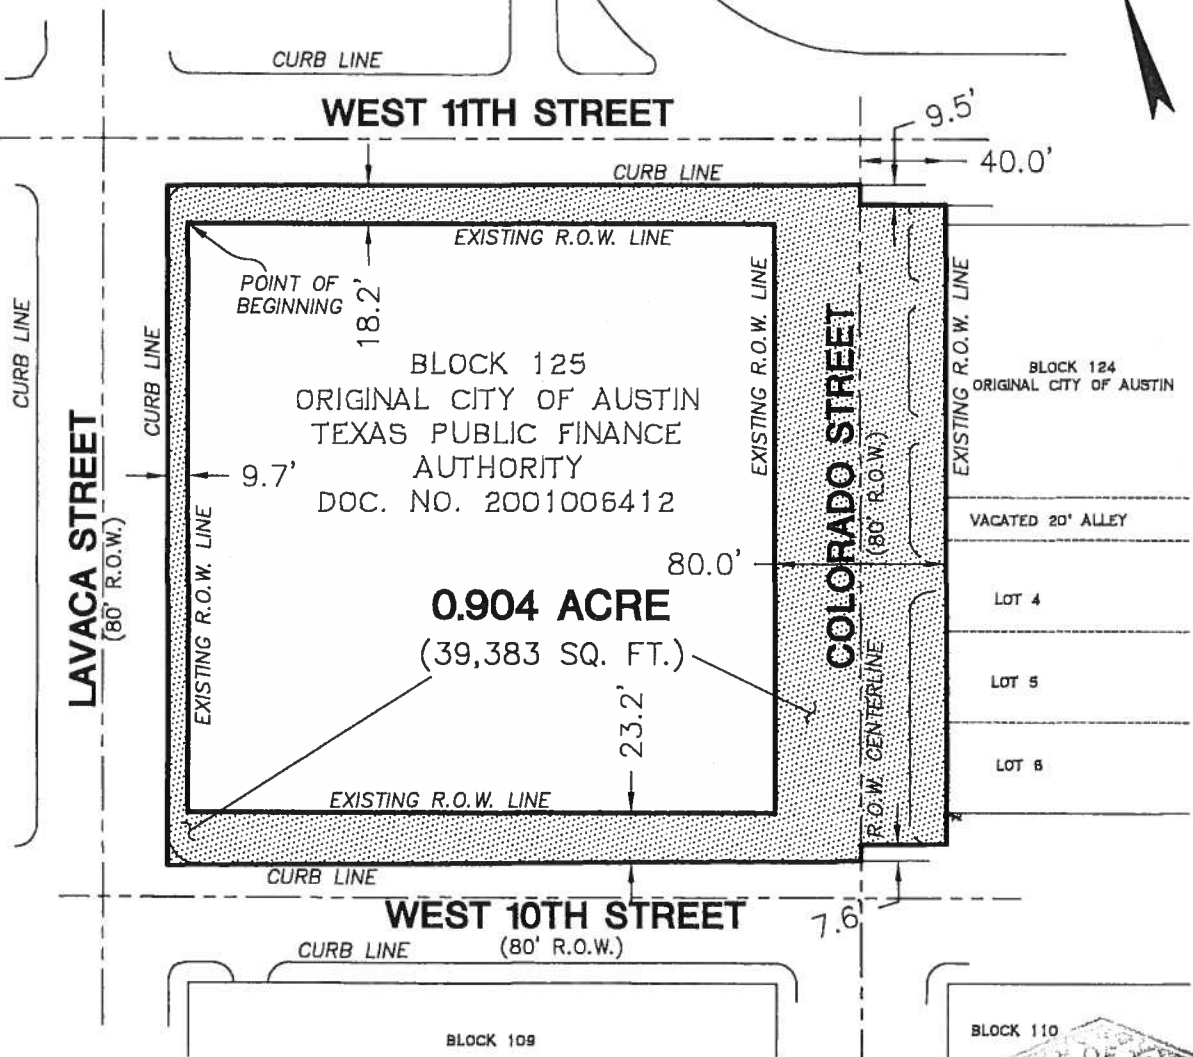 CURB LINE
WEST 11TH STREET
9.5'
40.0'
CURB LINE
EXISTING R.O.W. LINE
POINT OF
BEGINNING
18.2'
CURB LINE
CURB LINE
BLOCK 125
ORIGINAL CITY OF AUSTIN
TEXAS PUBLIC FINANCE
AUTHORITY
DOC. NO. 2001006412
EXISTING R.O.W. LINE
COLORADO STREET
(80' R.O.W.)
EXISTING R.O.W. LINE
BLOCK 124
ORIGINAL CITY OF AUSTIN
9.7'
LAVACA STREET
(80' R.O.W.)
EXISTING R.O.W. LINE
VACATED 20' ALLEY
80.0'
0.904 ACRE
(39,383 SQ. FT.)
LOT 4
LOT 5
LOT 6
23.2'
R.O.W. CENTERLINE
EXISTING R.O.W. LINE
CURB LINE
WEST 10TH STREET
(80' R.O.W.)
7.6
CURB LINE
BLOCK 109
BLOCK 110